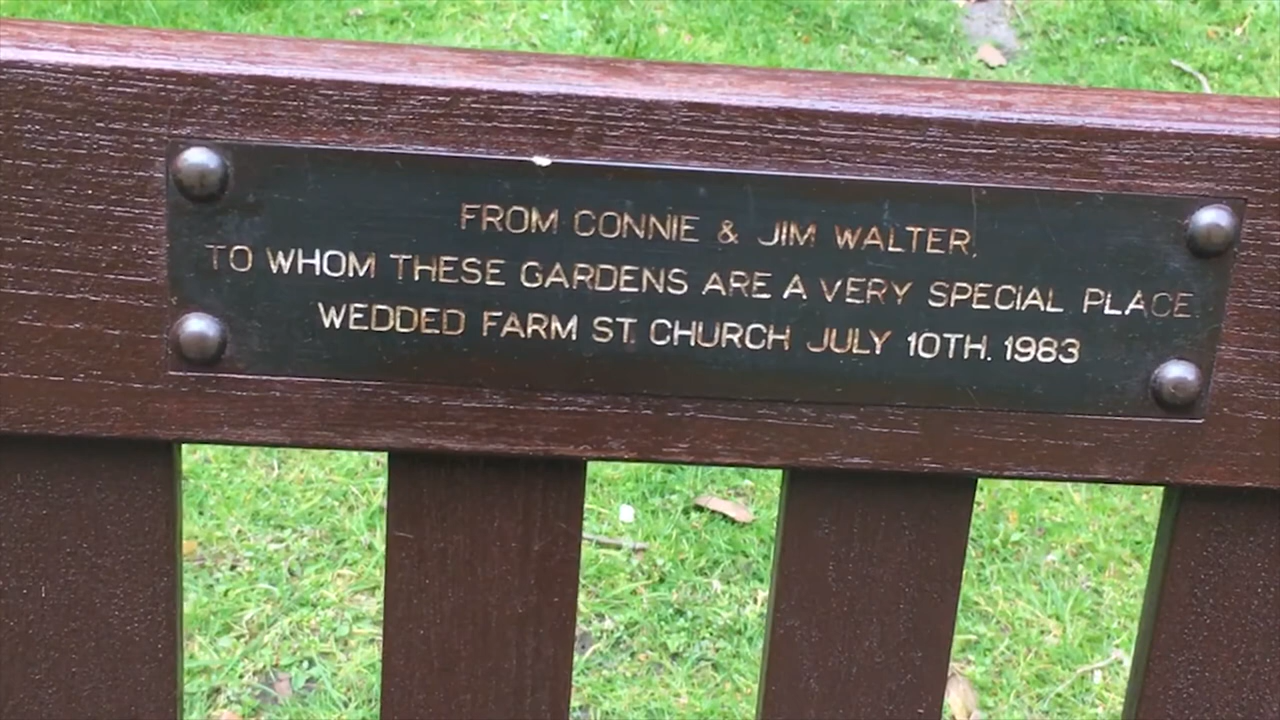 FROM CONNIE & JIM WALTER,
TO WHOM THESE GARDENS ARE A VERY SPECIAL PLACE
WEDDED FARM ST. CHURCH JULY 10TH. 1983